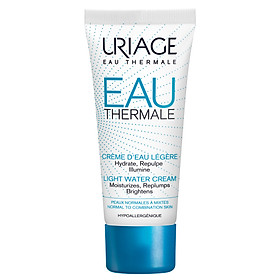 URIAGE
EAU THERMALE
EAU
THERMALE
CRÈME D'EAU LÉGÈRE
Hydrate, Repulpe
Illumine
LIGHT WATER CREAM
Moisturizes, Replumps
Brightens
PEAUX NORMALES À MIXTES
NORMAL TO COMBINATION SKIN
HYPOALLERGÉNIQUE